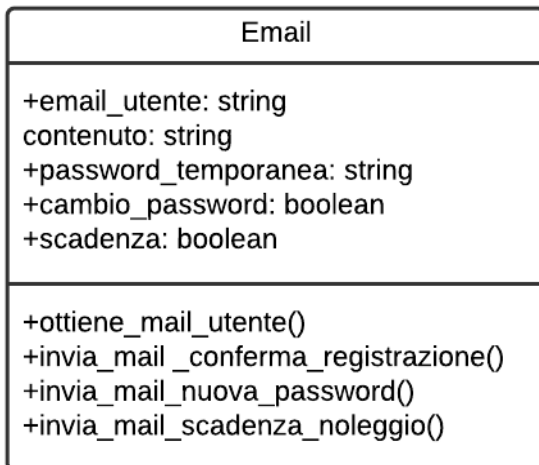 Email
+email_utente: string
contenuto: string
+password_temporanea: string
+cambio_password: boolean
+scadenza: boolean
+ottiene_mail_utente()
+invia_mail _conferma_registrazione()
+invia_mail_nuova_password()
+invia_mail_scadenza_noleggio()